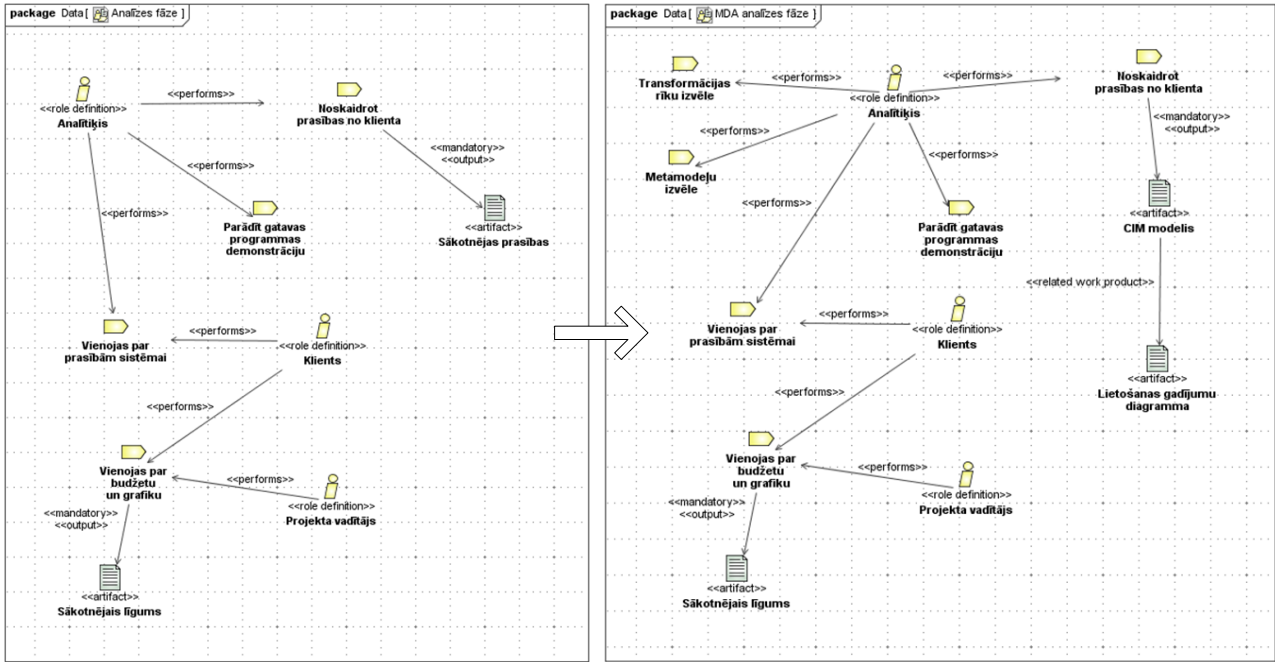 package Data [ Analīzes fāze ]
<<performs>>
<<role definition>>
Analītiķis
Noskaidrot
prasības no klienta
<<mandatory>>
<<output>>
<<performs>>
<<performs>>
Parādīt gatavas
programmas
demonstrāciju
<<artifact>>
Sākotnējas prasības
Vienojas par
prasībām sistēmai
<<performs>>
<<role definition>>
Klients
<<performs>>
Vienojas par
budžetu
un grafiku
<<performs>>
<<role definition>>
Projekta vadītājs
<<mandatory>>
<<output>>
<<artifact>>
Sākotnējais līgums
package Data [ MDA analīzes fāze ]
Transformācijas
rīku izvēle
<<performs>>
<<role definition>>
Analītiķis
<<performs>>
Noskaidrot
prasības no klienta
<<performs>>
<<mandatory>>
<<output>>
Metamodeļu
izvēle
<<performs>>
<<performs>>
Parādīt gatavas
programmas
demonstrāciju
<<artifact>>
CIM modelis
<<related work product>>
Vienojas par
prasībām sistēmai
<<performs>>
<<role definition>>
Klients
<<artifact>>
Lietošanas gadījumu
diagramma
<<performs>>
Vienojas par
budžetu
un grafiku
<<performs>>
<<role definition>>
Projekta vadītājs
<<mandatory>>
<<output>>
<<artifact>>
Sākotnējais līgums